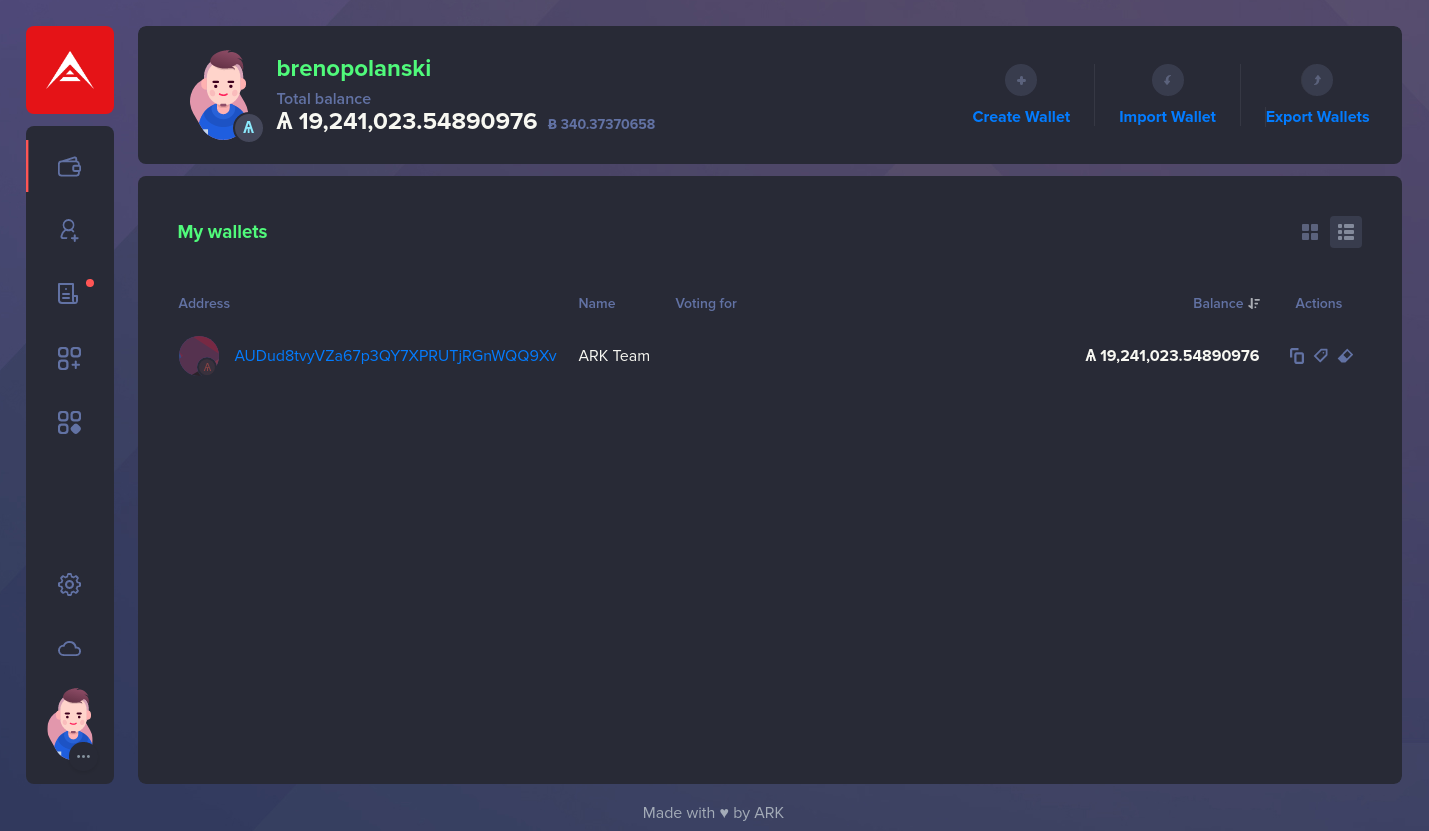 brenopolanski
Total balance
Ѧ 19,241,023.54890976 Ƀ 340.37370658
Create Wallet
Import Wallet
Export Wallets
My wallets
Address Name Voting for Balance Actions
AUDud8tvyVZa67p3QY7XPRUTjRGnWQQ9Xv ARK Team Ѧ 19,241,023.54890976
Made with ♥ by ARK